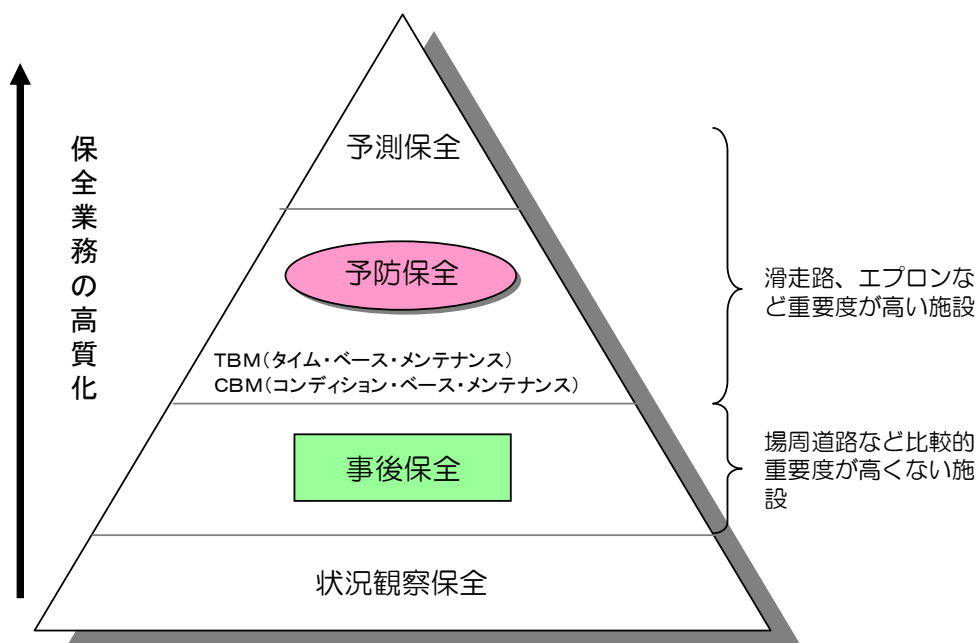 保全業務の高質化
予測保全
予防保全
TBM(タイム・ベース・メンテナンス)
CBM(コンディション・ベース・メンテナンス)
事後保全
状況観察保全
滑走路、エプロンな
ど重要度が高い施設
場周道路など比較的
重要度が高くない施
設